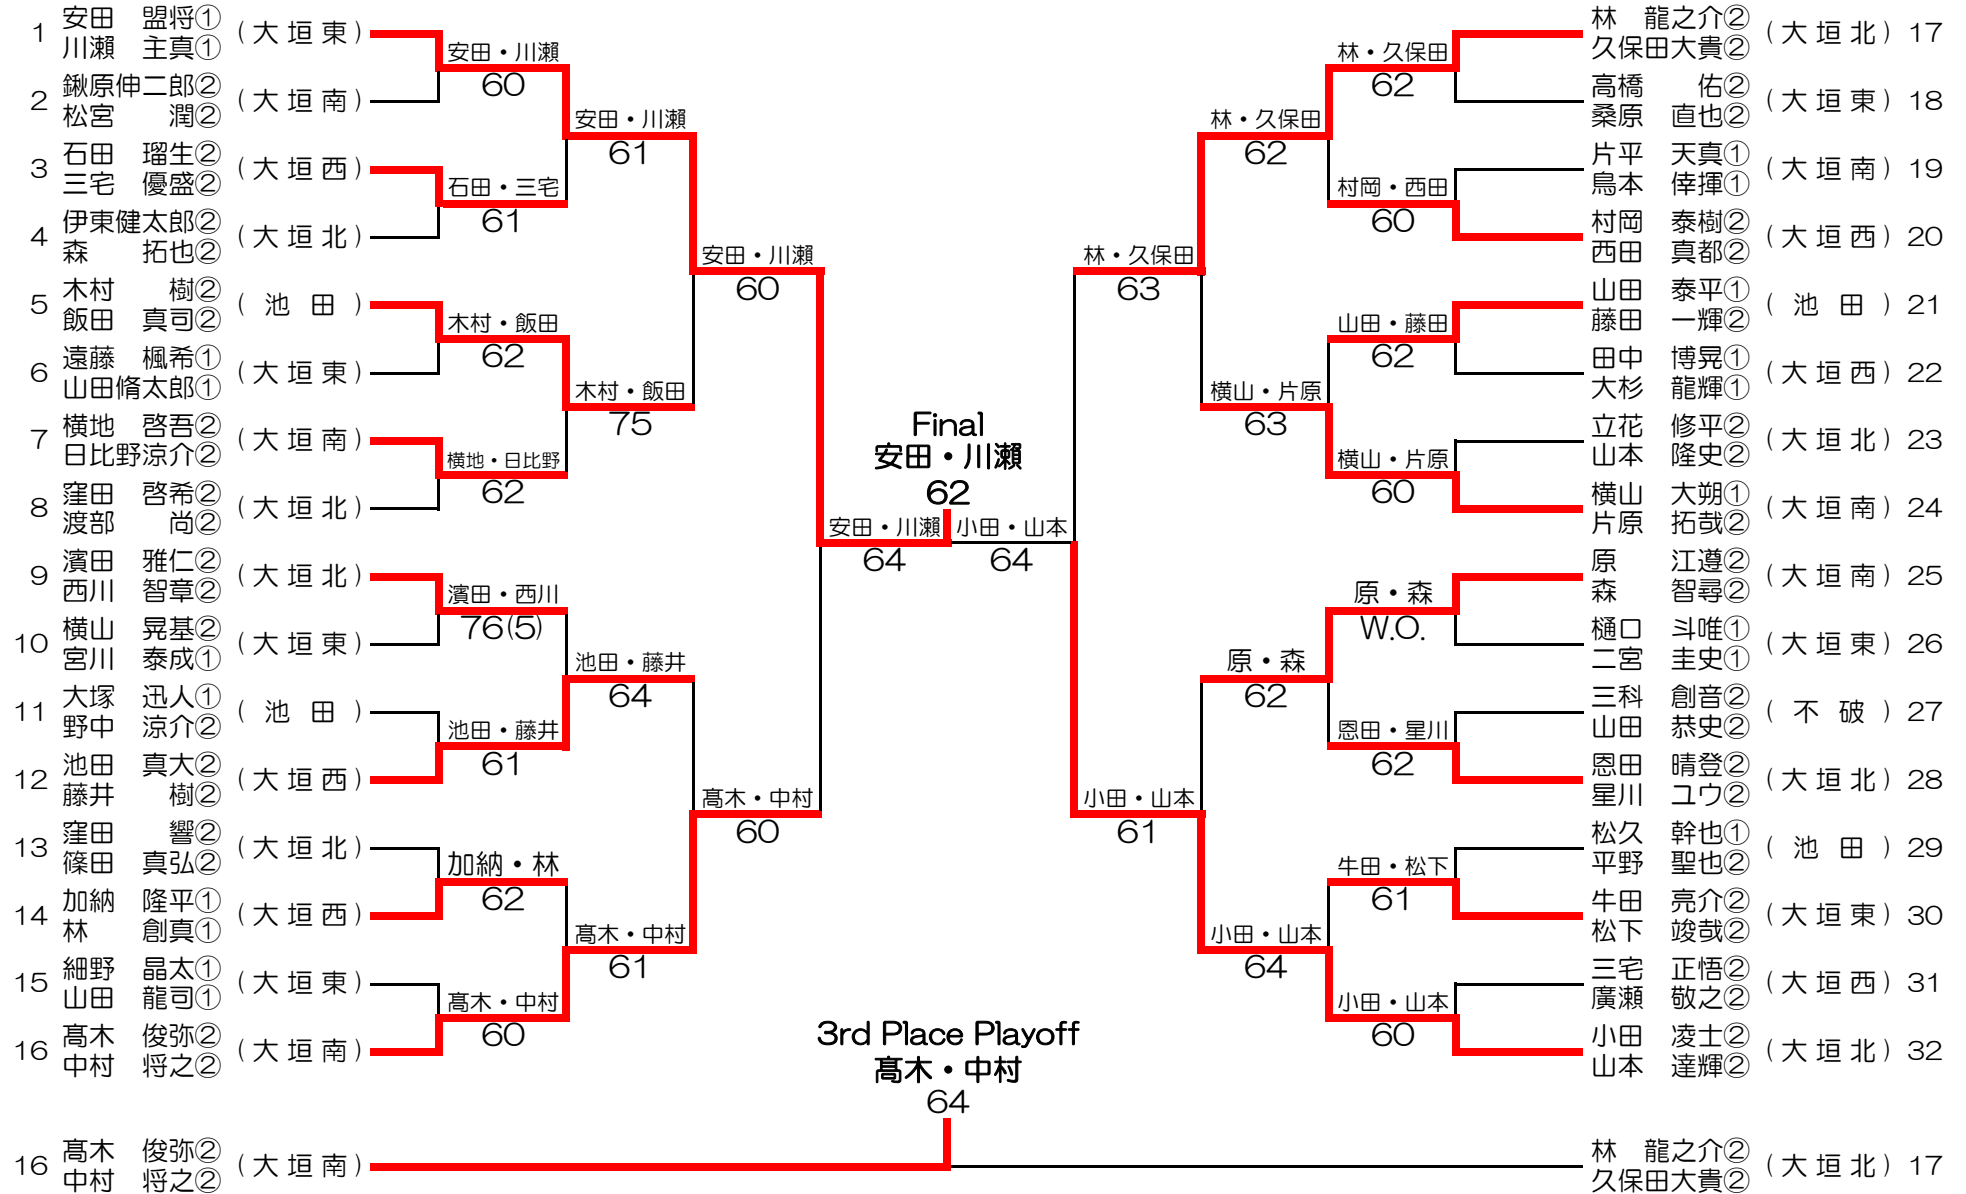 1 安田 盟将① (大垣東)
川瀬 主真①
2 鍬原伸二郎② (大垣南)
松宮 潤②
3 石田 瑠生② (大垣西)
三宅 優盛②
4 伊東健太郎② (大垣北)
森 拓也②
5 木村 樹② (池田)
飯田 真司②
6 遠藤 楓希① (大垣東)
山田脩太郎①
7 横地 啓吾② (大垣南)
日比野涼介②
8 窪田 啓希② (大垣北)
渡部 尚②
9 濱田 雅仁② (大垣北)
西川 智章②
10 横山 晃基② (大垣東)
宮川 泰成①
11 大塚 迅人① (池田)
野中 涼介②
12 池田 真大② (大垣西)
藤井 樹②
13 窪田 響② (大垣北)
篠田 真弘②
14 加納 隆平① (大垣西)
林 創真①
15 細野 晶太① (大垣東)
山田 龍司①
16 髙木 俊弥② (大垣南)
中村 将之②
安田・川瀬
60
石田・三宅
61
木村・飯田
62
横地・日比野
62
濱田・西川
76(5)
池田・藤井
61
加納・林
62
髙木・中村
60
安田・川瀬
61
木村・飯田
75
池田・藤井
64
髙木・中村
61
安田・川瀬
60
髙木・中村
60
安田・川瀬
64
Final
安田・川瀬
62
小田・山本
64
林・久保田
63
小田・山本
61
林・久保田
62
横山・片原
63
原・森
62
小田・山本
64
林・久保田
62
村岡・西田
60
山田・藤田
62
横山・片原
60
原・森
W.O.
恩田・星川
62
牛田・松下
61
小田・山本
60
林 龍之介② (大垣北) 17
久保田大貴②
高橋 佑② (大垣東) 18
桑原 直也②
片平 天真① (大垣南) 19
鳥本 倖揮①
村岡 泰樹② (大垣西) 20
西田 真都②
山田 泰平① (池田) 21
藤田 一輝②
田中 博晃① (大垣西) 22
大杉 龍輝①
立花 修平② (大垣北) 23
山本 隆史②
横山 大朔① (大垣南) 24
片原 拓哉②
原 江遵② (大垣南) 25
森 智尋②
樋口 斗唯① (大垣東) 26
二宮 圭史①
三科 創音② (不破) 27
山田 恭史②
恩田 晴登② (大垣北) 28
星川 ユウ②
松久 幹也① (池田) 29
平野 聖也②
牛田 亮介② (大垣東) 30
松下 竣哉②
三宅 正悟② (大垣西) 31
廣瀬 敬之②
小田 凌士② (大垣北) 32
山本 達輝②
3rd Place Playoff
髙木・中村
64
16 髙木 俊弥② (大垣南)
中村 将之②
林 龍之介② (大垣北) 17
久保田大貴②